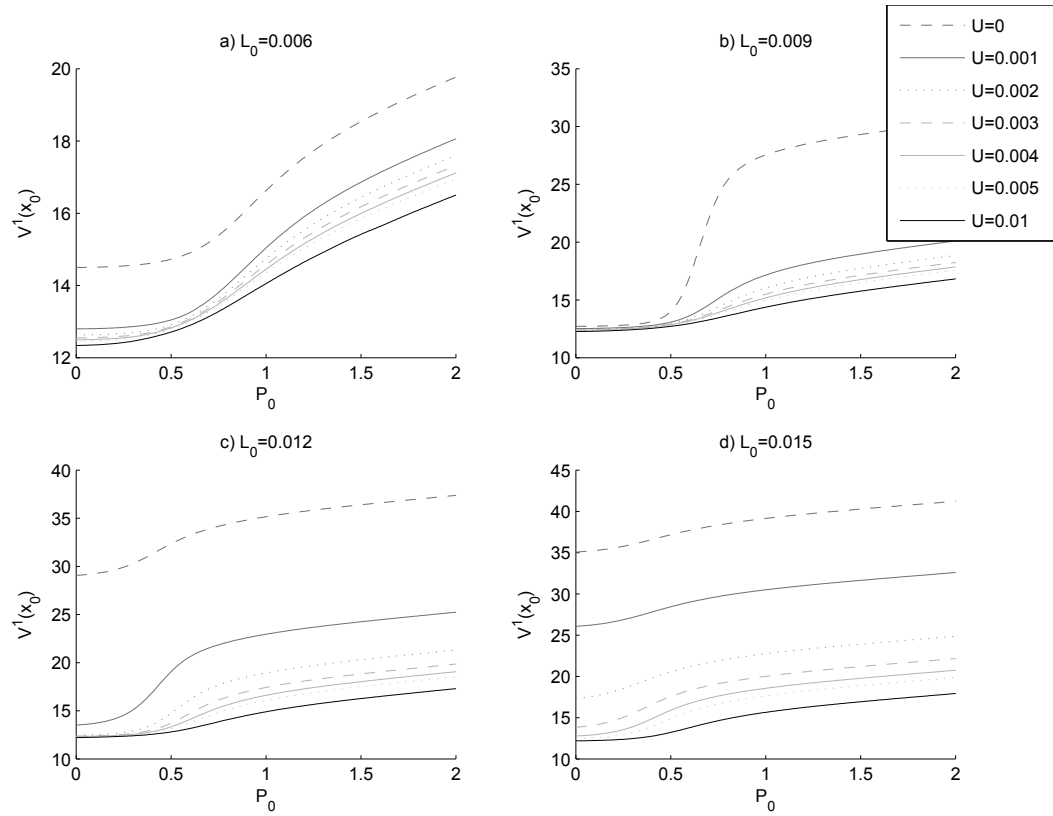 a) L0=0.006
20
18
16
14
12
V1(x0)
0 0.5 1 1.5 2
P0
b) L0=0.009
35
30
25
20
15
10
V1(x0)
0 0.5 1 1.5 2
P0
U=0
U=0.001
U=0.002
U=0.003
U=0.004
U=0.005
U=0.01
c) L0=0.012
40
35
30
25
20
15
10
V1(x0)
0 0.5 1 1.5 2
P0
d) L0=0.015
45
40
35
30
25
20
15
10
V1(x0)
0 0.5 1 1.5 2
P0